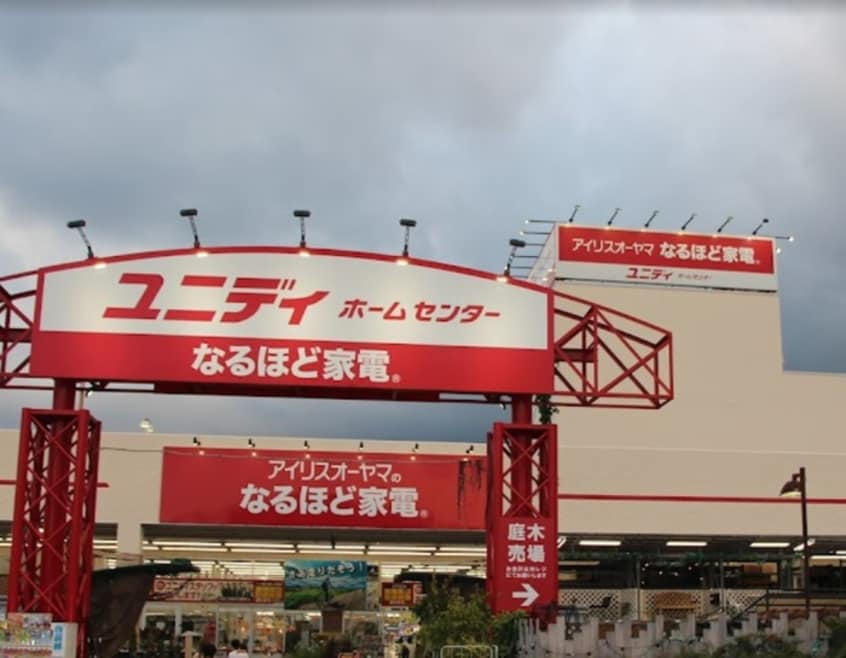 ユニディ ホームセンター
なるほど家電®
アイリスオーヤマ なるほど家電®
ユニディ ホームセンター
アイリスオーヤマの
なるほど家電®
庭木
売場